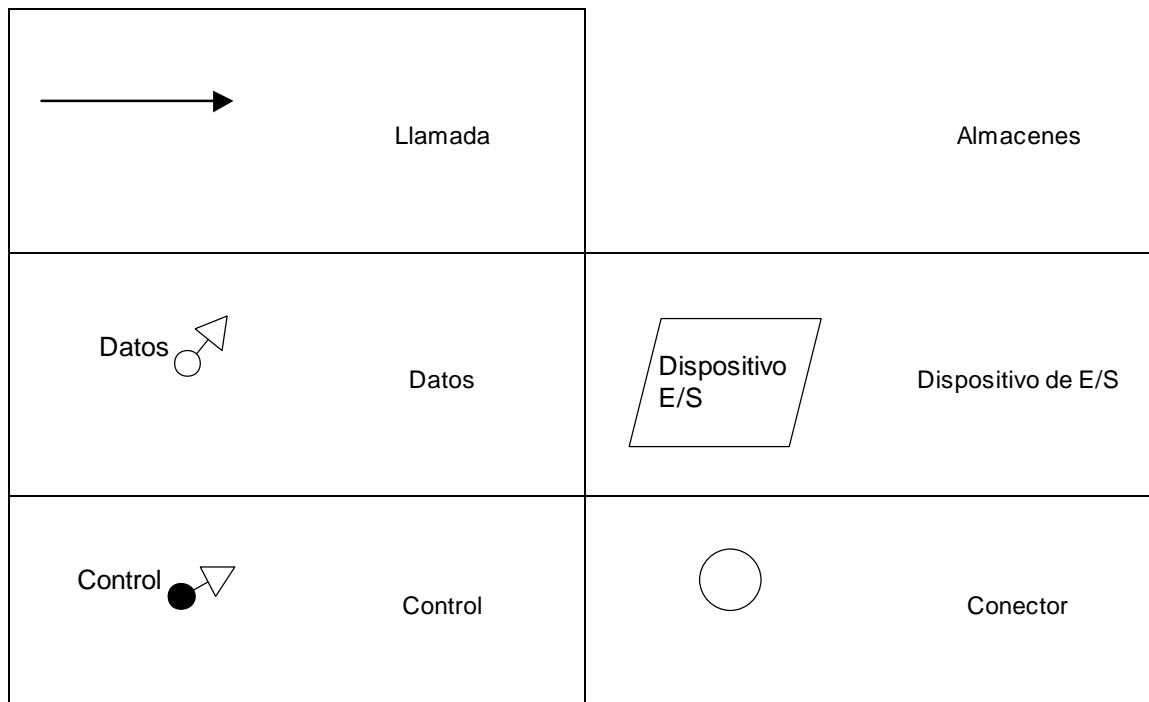 Llamada
Almacenes
Datos
Datos
Dispositivo
E/S
Dispositivo de E/S
Control
Control
Conector